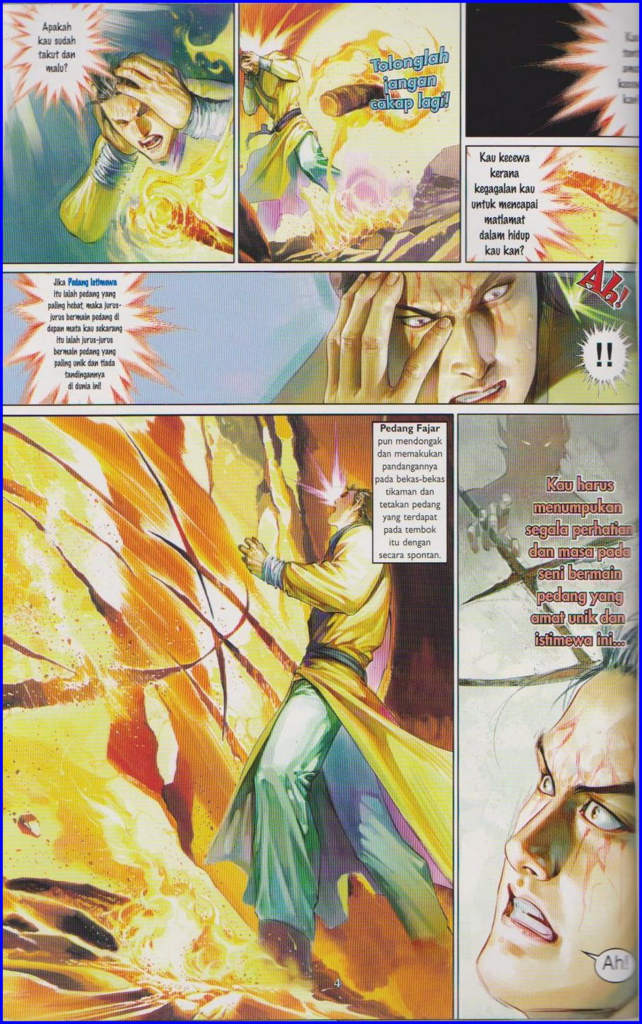 Apakah
kau sudah
takut dan
malu?
Tolonglah
jangan
cakap lagi!
Kau kecewa
kerana
kegagalan kau
untuk mencapai
matlamat
dalam hidup
kau kan?
Jika Pedang Istimewa
itu ialah pedang yang
paling hebat, maka jurus-
jurus bermain pedang di
depan mata kau sekarang
itu ialah jurus-jurus
bermain pedang yang
paling unik dan tiada
tandingannya
di dunia ini!
Ah!
!!
Pedang Fajar
pun mendongak
dan memakukan
pandangannya
pada bekas-bekas
tikaman dan
tetakan pedang
yang terdapat
pada tembok
itu dengan
secara spontan.
Kau harus
menumpukan
segala perhatian
dan masa pada
seni bermain
pedang yang
amat unik dan
istimewa ini...
Ah!
4